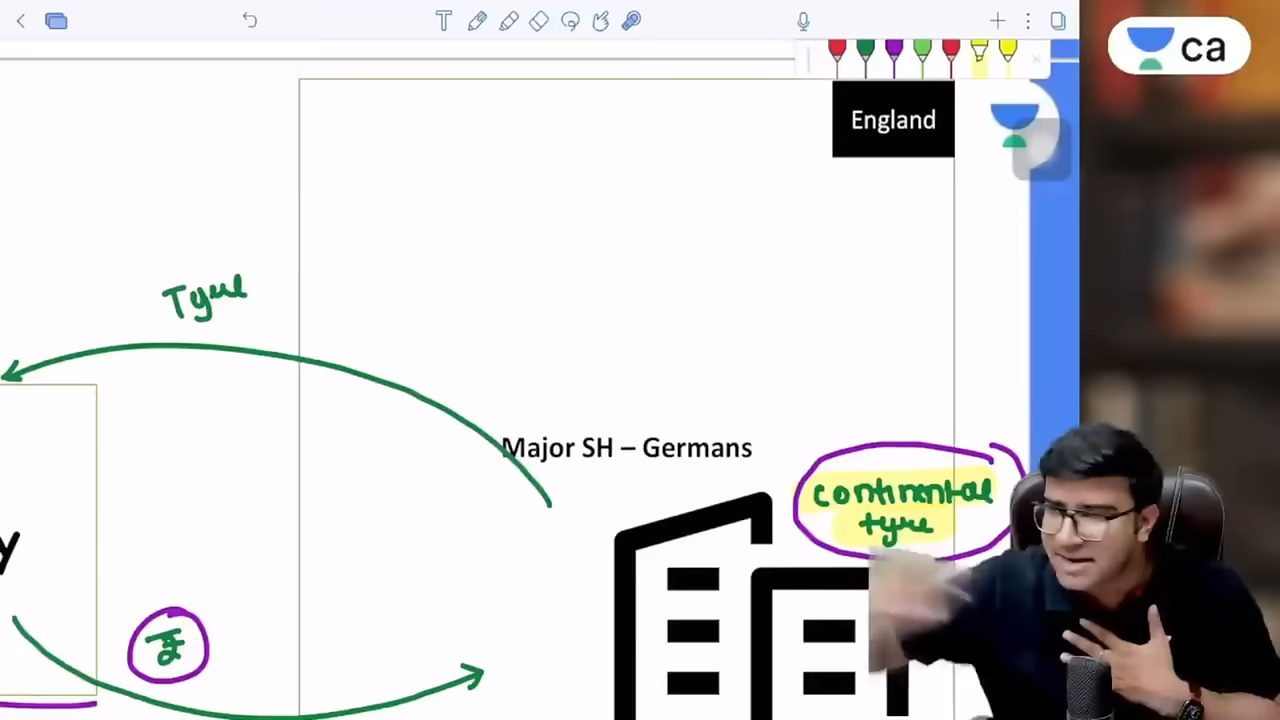 T
ca
England
Tyre
Major SH – Germans
continental
tyre
y
₹